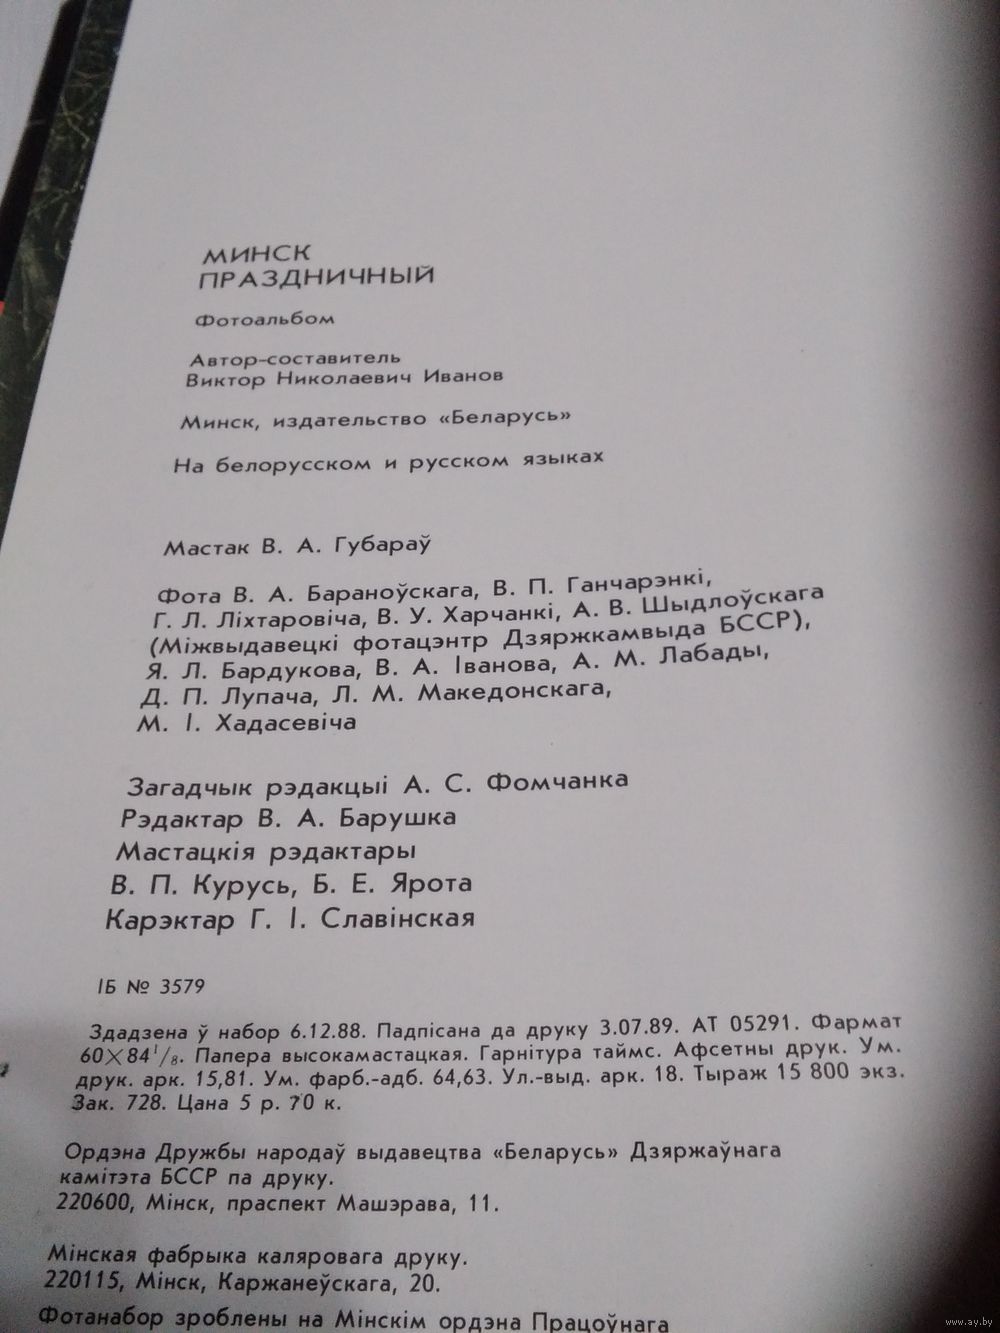 МИНСК
ПРАЗДНИЧНЫЙ
Фотоальбом
Автор-составитель
Виктор Николаевич Иванов
Минск, издательство «Беларусь»
На белорусском и русском языках
Мастак В. А. Губараў
Фота В. А. Бараноўскага, В. П. Ганчарэнкі,
Г. Л. Ліхтаровіча, В. У. Харчанкі, А. В. Шыдлоўскага
(Міжвыдавецкі фотацэнтр Дзяржкамвыда БССР),
Я. Л. Бардукова, В. А. Іванова, А. М. Лабады,
Д. П. Лупача, Л. М. Македонскага,
М. І. Хадасевіча
Загадчык рэдакцыі А. С. Фомчанка
Рэдактар В. А. Барушка
Мастацкія рэдактары
В. П. Курусь, Б. Е. Ярота
Карэктар Г. І. Славінская
ІБ № 3579
Здадзена ў набор 6.12.88. Падпісана да друку 3.07.89. АТ 05291. Фармат
60×84¹/₈. Папера высокамастацкая. Гарнітура таймс. Афсетны друк. Ум.
друк. арк. 15,81. Ум. фарб.-адб. 64,63. Ул.-выд. арк. 18. Тыраж 15 800 экз.
Зак. 728. Цана 5 р. 70 к.
Ордэна Дружбы народаў выдавецтва «Беларусь» Дзяржаўнага
камітэта БССР па друку.
220600, Мінск, праспект Машэрава, 11.
Мінская фабрыка каляровага друку.
220115, Мінск, Каржанеўскага, 20.
Фотанабор зроблены на Мінскім ордэна Працоўнага
www.ay.by